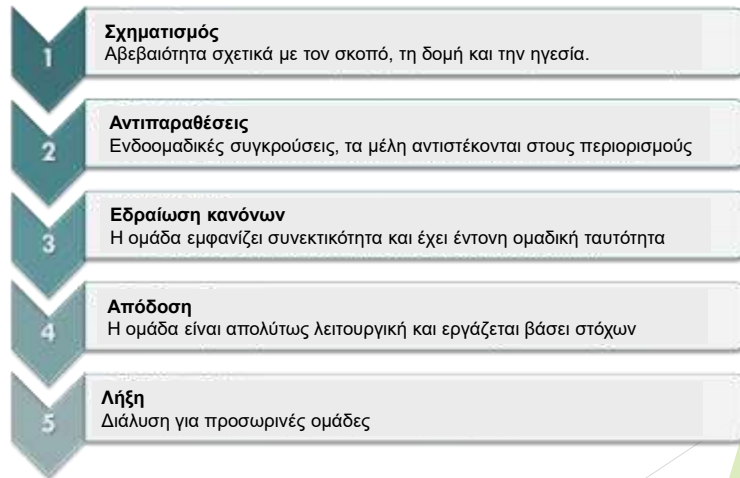 1
Σχηματισμός
Αβεβαιότητα σχετικά με τον σκοπό, τη δομή και την ηγεσία.
2
Αντιπαραθέσεις
Ενδοομαδικές συγκρούσεις, τα μέλη αντιστέκονται στους περιορισμούς
3
Εδραίωση κανόνων
Η ομάδα εμφανίζει συνεκτικότητα και έχει έντονη ομαδική ταυτότητα
4
Απόδοση
Η ομάδα είναι απολύτως λειτουργική και εργάζεται βάσει στόχων
5
Λήξη
Διάλυση για προσωρινές ομάδες